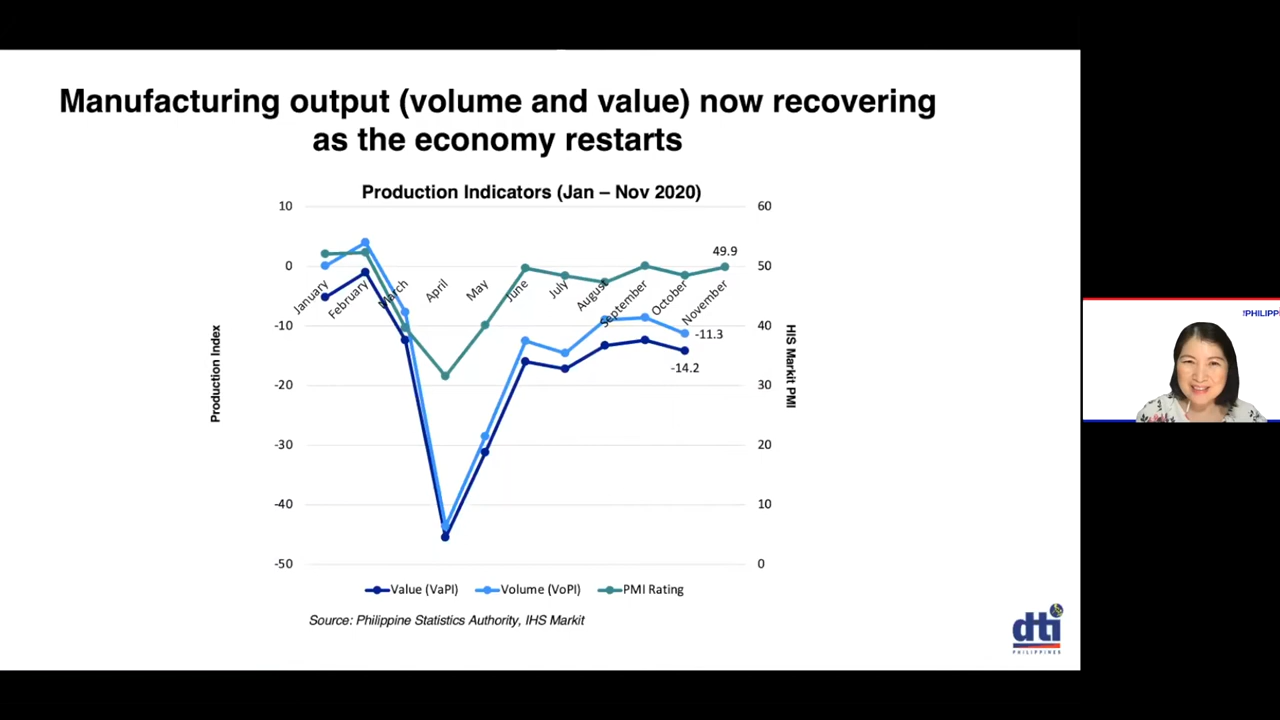 Manufacturing output (volume and value) now recovering
as the economy restarts
Production Indicators (Jan – Nov 2020)
10
0
-10
-20
-30
-40
-50
Production Index
January
February
March
April
May
June
July
August
September
October
November
49.9
-11.3
-14.2
60
50
40
30
20
10
0
HIS Markit PMI
Value (VaPI)
Volume (VoPI)
PMI Rating
Source: Philippine Statistics Authority, IHS Markit
dti
PHILIPPINES